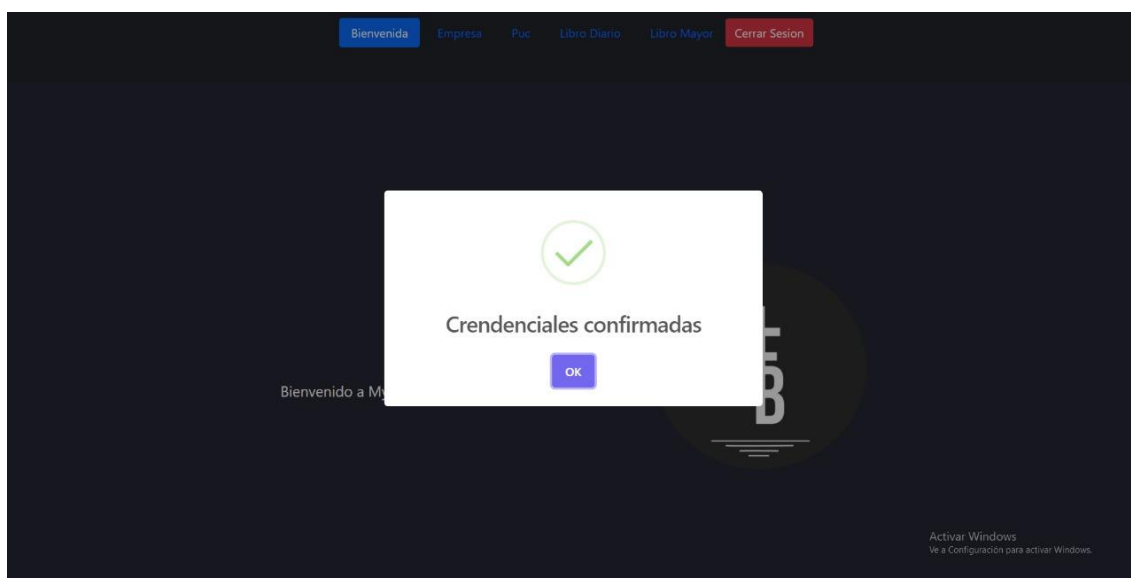 Bienvenida Empresa Puc Libro Diario Libro Mayor Cerrar Sesion
Crendenciales confirmadas
OK
Bienvenido a
B
Activar Windows
Ve a Configuración para activar Windows.